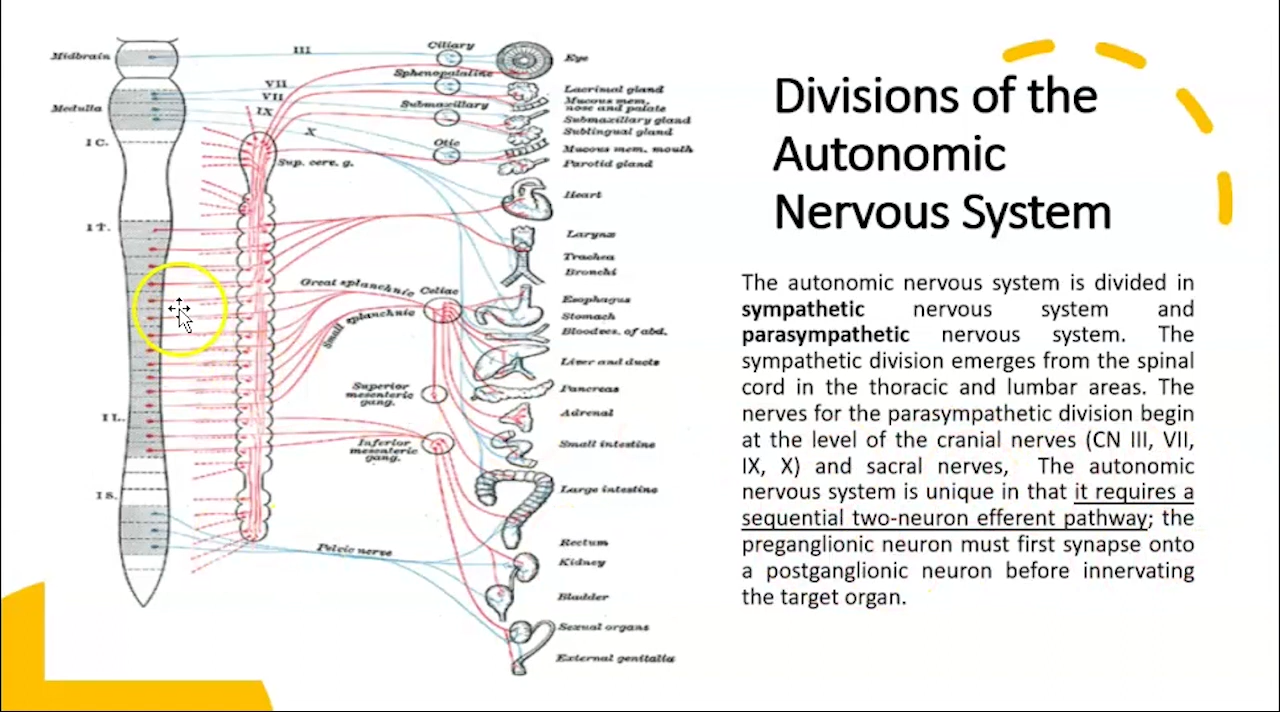 Midbrain
III
Ciliary
Eye
Sphenopalatine
VII
Lacrimal gland
VII
Mucous mem.
nose and palate
Medulla
Submaxillary
IX
Submaxillary gland
X
Sublingual gland
I C.
Otic
Mucous mem. mouth
Sup. cerv. g.
Parotid gland
Heart
I T.
Larynx
Trachea
Bronchi
Great splanchnic
Celiac
Esophagus
Small splanchnic
Stomach
Bloodves. of abd.
Liver and ducts
Superior
mesenteric
gang.
Pancreas
Adrenal
I L.
Inferior
mesenteric
gang.
Small intestine
I S.
Large intestine
Pelvic nerve
Rectum
Kidney
Bladder
Sexual organs
External genitalia
Divisions of the
Autonomic
Nervous System
The autonomic nervous system is divided in
sympathetic nervous system and
parasympathetic nervous system. The
sympathetic division emerges from the spinal
cord in the thoracic and lumbar areas. The
nerves for the parasympathetic division begin
at the level of the cranial nerves (CN III, VII,
IX, X) and sacral nerves, The autonomic
nervous system is unique in that it requires a
sequential two-neuron efferent pathway; the
preganglionic neuron must first synapse onto
a postganglionic neuron before innervating
the target organ.